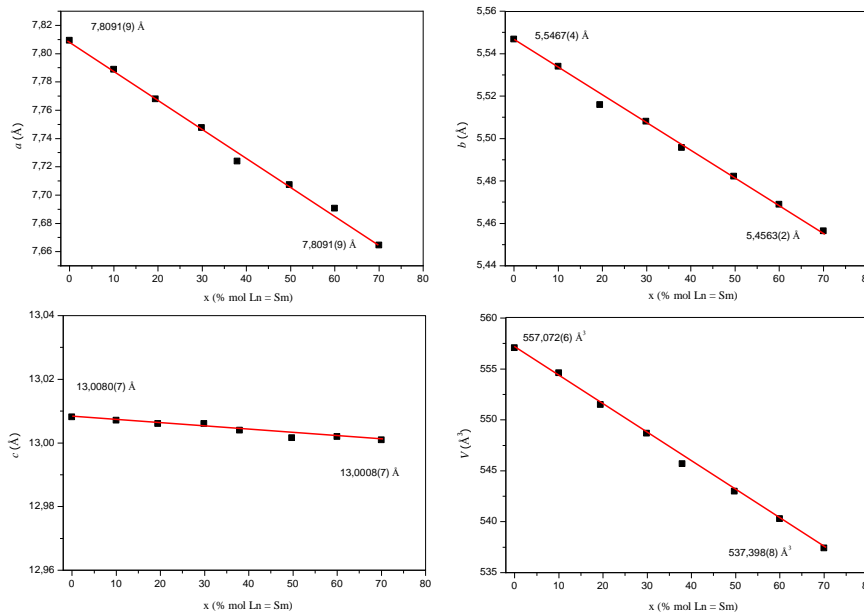 7,82
7,80
7,78
7,76
7,74
7,72
7,70
7,68
7,66
a (Å)
7,8091(9) Å
7,8091(9) Å
0 10 20 30 40 50 60 70 80
x (% mol Ln = Sm)
5,56
5,54
5,52
5,50
5,48
5,46
5,44
b (Å)
5,5467(4) Å
5,4563(2) Å
0 10 20 30 40 50 60 70 80
x (% mol Ln = Sm)
13,04
13,02
13,00
12,98
12,96
c (Å)
13,0080(7) Å
13,0008(7) Å
0 10 20 30 40 50 60 70 80
x (% mol Ln = Sm)
560
555
550
545
540
535
V (Å³)
557,072(6) Å³
537,398(8) Å³
0 10 20 30 40 50 60 70 80
x (% mol Ln = Sm)